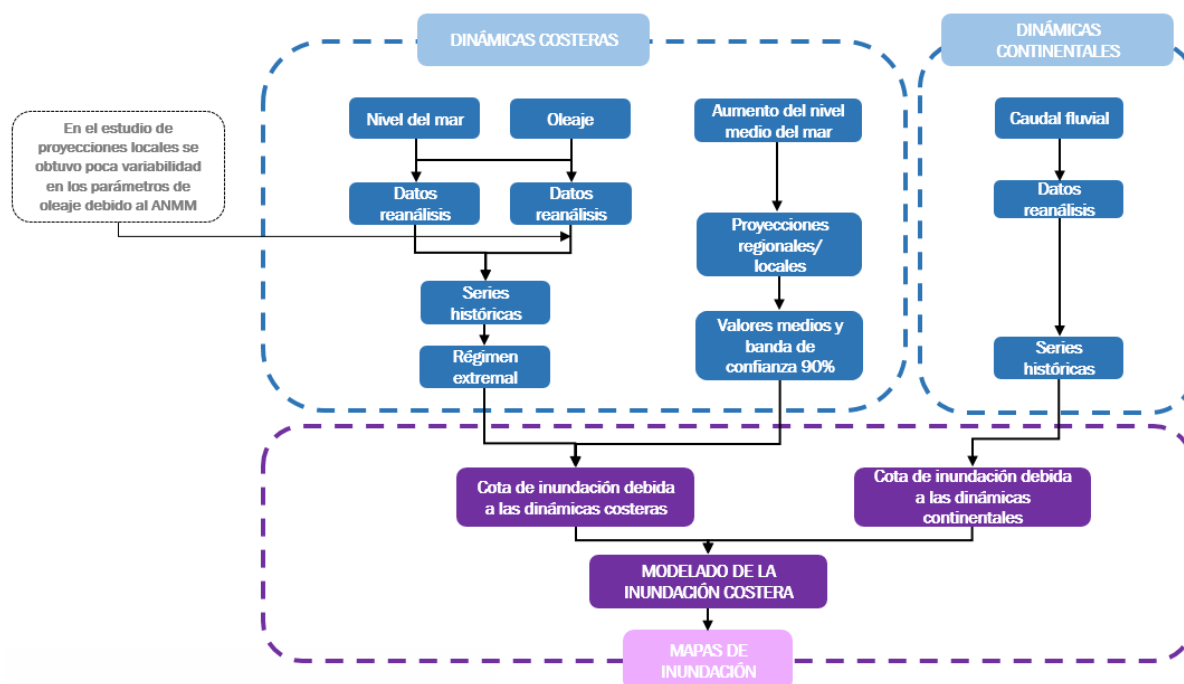 DINÁMICAS COSTERAS
DINÁMICAS
CONTINENTALES
Nivel del mar
Oleaje
Aumento del nivel
medio del mar
Caudal fluvial
En el estudio de
proyecciones locales se
obtuvo poca variabilidad
en los parámetros de
oleaje debido al ANMM
Datos
reanálisis
Datos
reanálisis
Datos
reanálisis
Proyecciones
regionales/
locales
Series
históricas
Valores medios y
banda de
confianza 90%
Régimen
extremal
Series
históricas
Cota de inundación debida
a las dinámicas costeras
Cota de inundación debida
a las dinámicas
continentales
MODELADO DE LA
INUNDACIÓN COSTERA
MAPAS DE
INUNDACIÓN